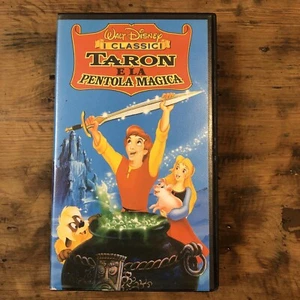 WALT DISNEY
I CLASSICI
TARON
E LA
PENTOLA MAGICA